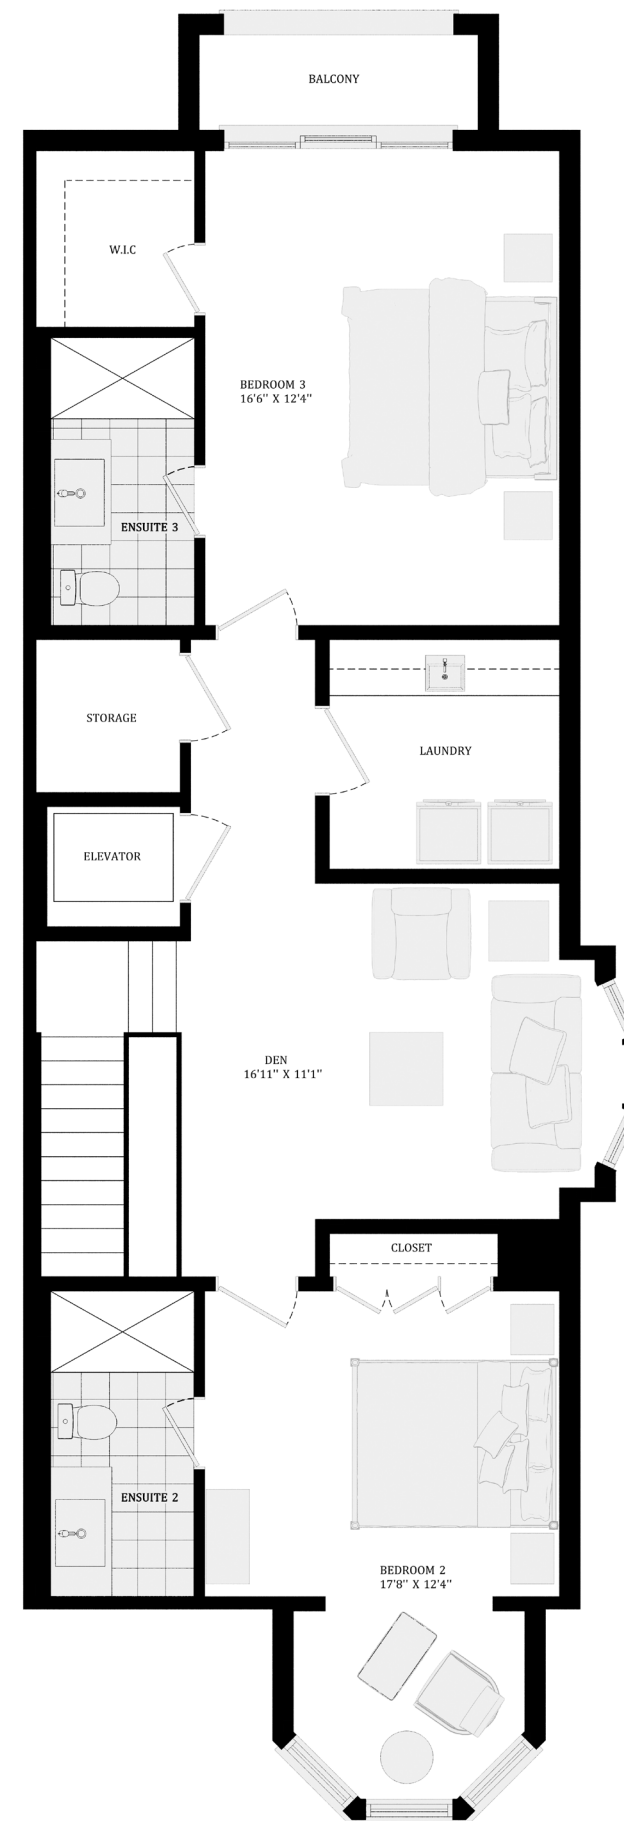 BALCONY
W.I.C
BEDROOM 3
16'6" X 12'4"
ENSUITE 3
STORAGE
LAUNDRY
ELEVATOR
DEN
16'11" X 11'1"
CLOSET
ENSUITE 2
BEDROOM 2
17'8" X 12'4"